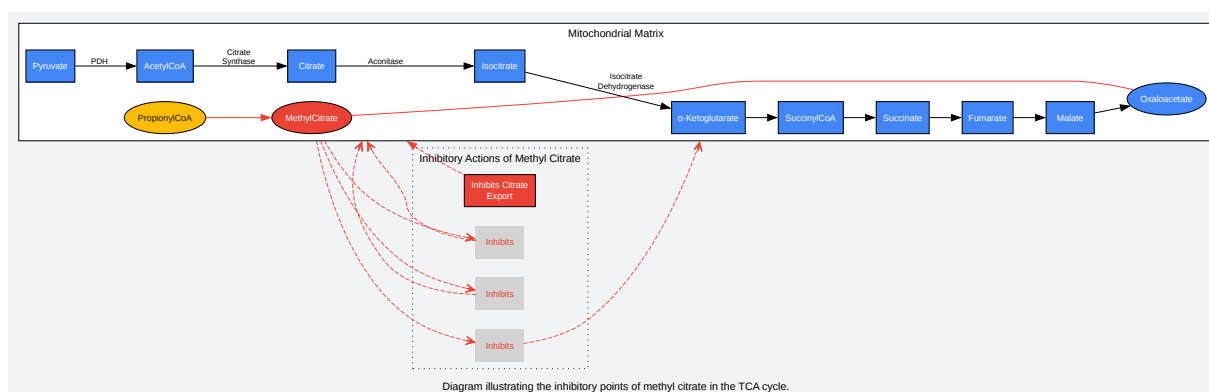 Mitochondrial Matrix
Pyruvate
PDH
AcetylCoA
Citrate
Synthase
Citrate
Aconitase
Isocitrate
Isocitrate
Dehydrogenase
PropionylCoA
MethylCitrate
α-Ketoglutarate
SuccinylCoA
Succinate
Fumarate
Malate
Oxaloacetate
Inhibitory Actions of Methyl Citrate
Inhibits Citrate
Export
Inhibits
Inhibits
Inhibits
Diagram illustrating the inhibitory points of methyl citrate in the TCA cycle.